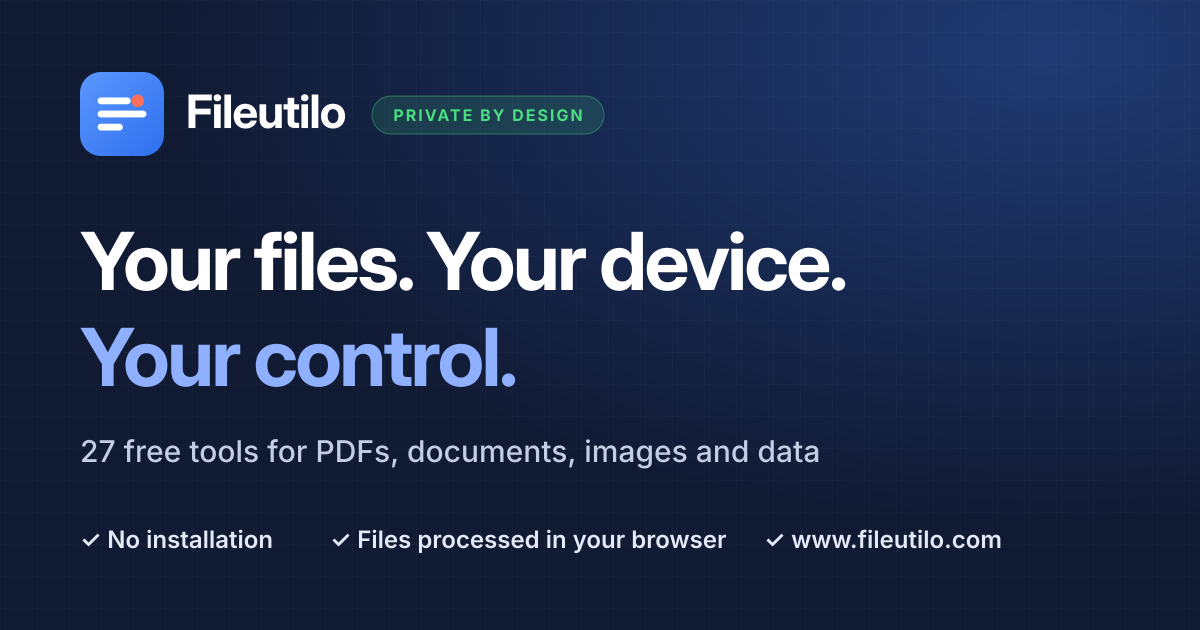 Fileutilo
PRIVATE BY DESIGN
Your files. Your device.
Your control.
27 free tools for PDFs, documents, images and data
✓ No installation
✓ Files processed in your browser
✓ www.fileutilo.com